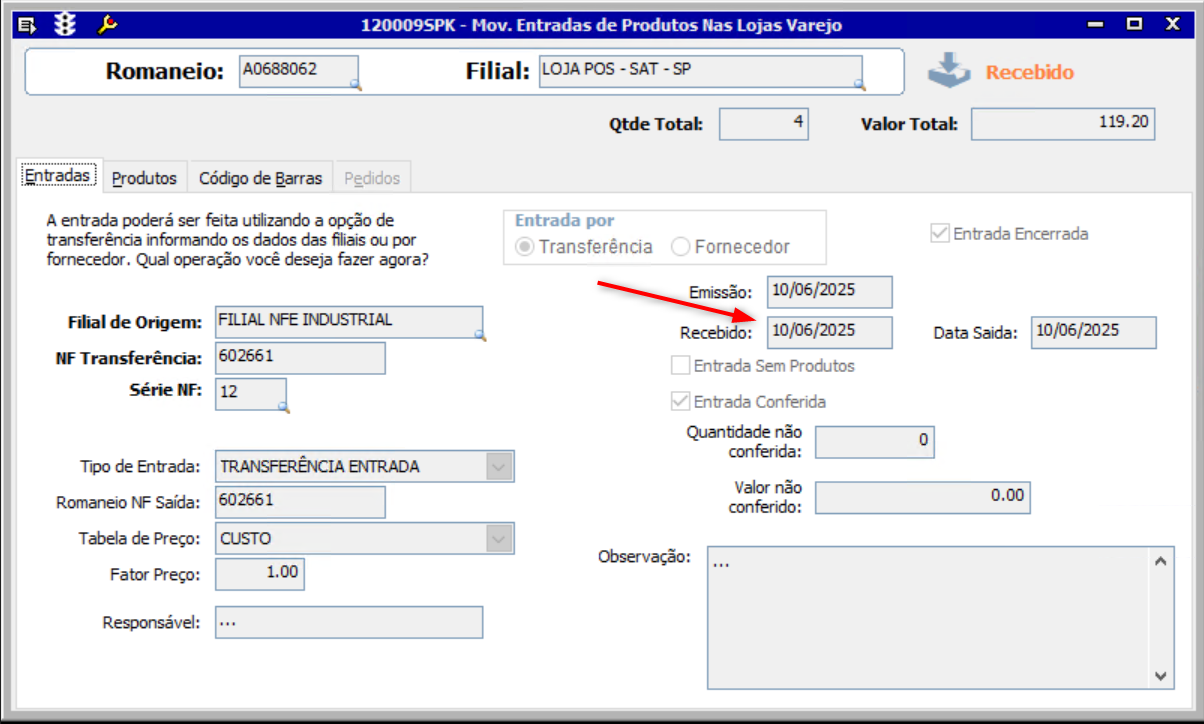 120009SPK - Mov. Entradas de Produtos Nas Lojas Varejo
Romaneio: A0688062 Filial: LOJA POS - SAT - SP Recebido
Qtde Total: 4 Valor Total: 119.20
Entradas Produtos Código de Barras Pedidos
A entrada poderá ser feita utilizando a opção de
transferência informando os dados das filiais ou por
fornecedor. Qual operação você deseja fazer agora?
Entrada por
Transferência Fornecedor
Entrada Encerrada
Emissão: 10/06/2025
Filial de Origem: FILIAL NFE INDUSTRIAL
Recebido: 10/06/2025 Data Saida: 10/06/2025
NF Transferência: 602661
Entrada Sem Produtos
Série NF: 12
Entrada Conferida
Quantidade não
conferida: 0
Tipo de Entrada: TRANSFERÊNCIA ENTRADA
Valor não
conferido: 0.00
Romaneio NF Saída: 602661
Tabela de Preço: CUSTO
Observação: ...
Fator Preço: 1.00
Responsável: ...